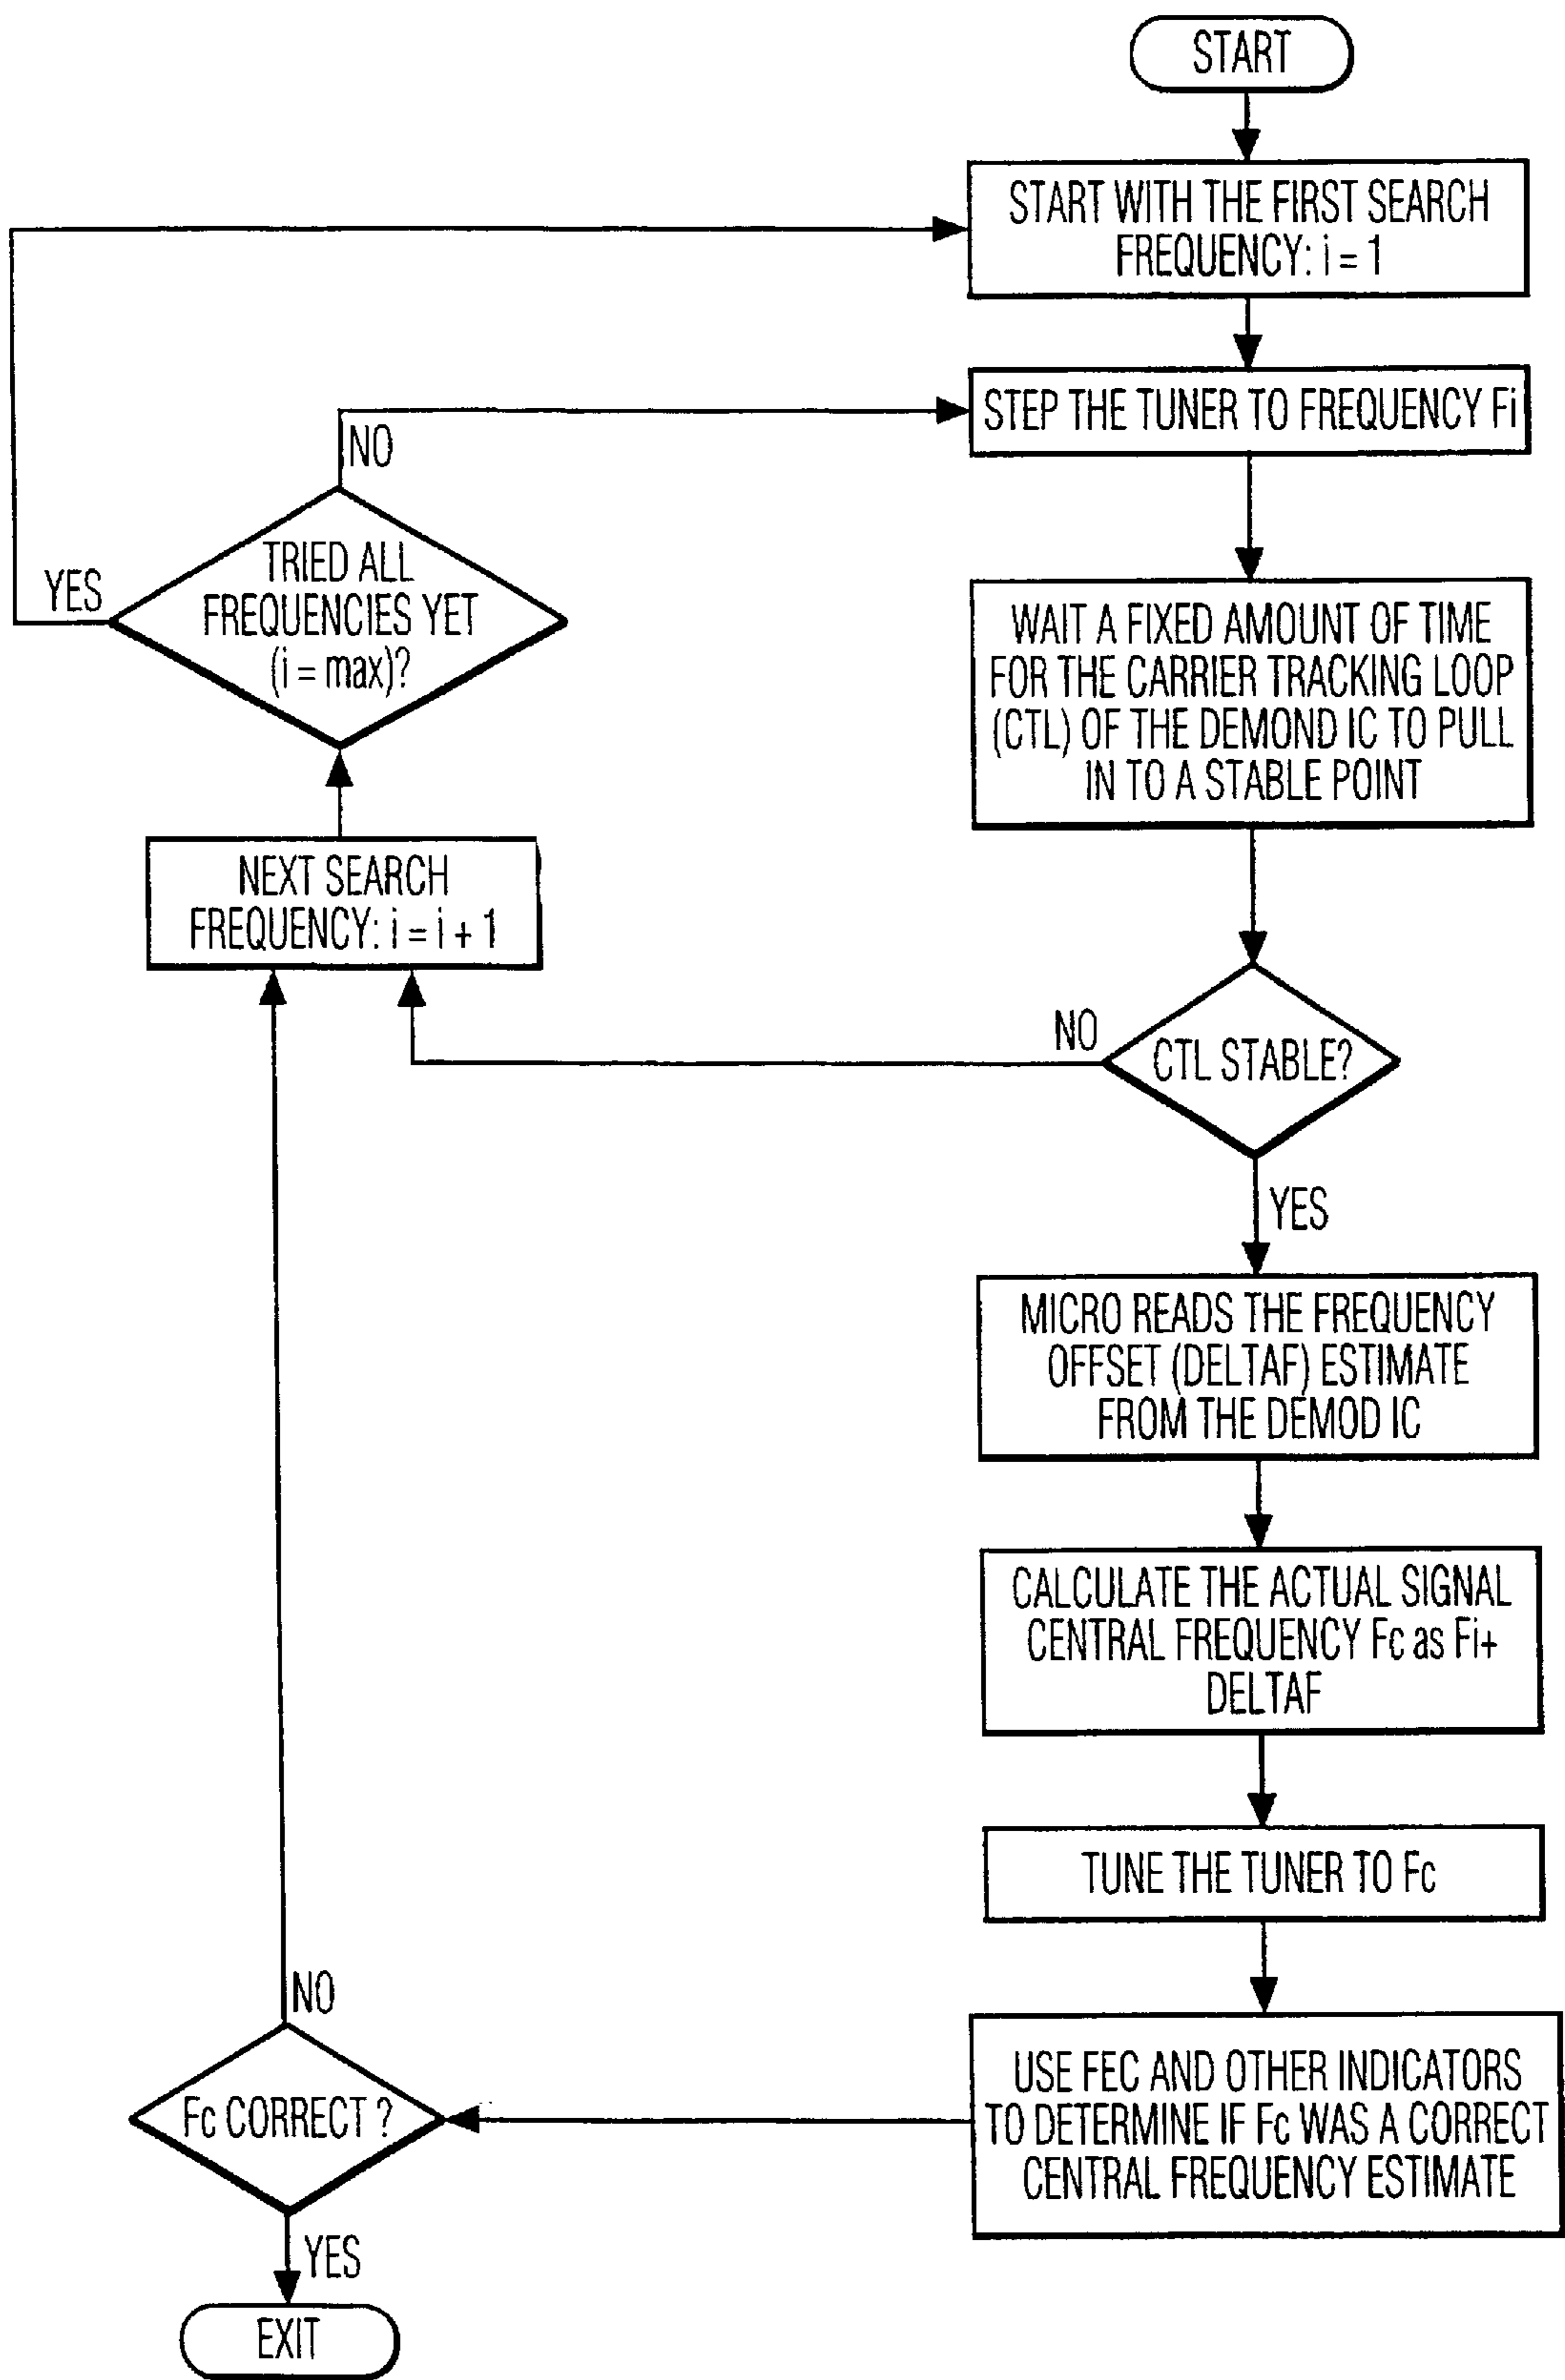 START
START WITH THE FIRST SEARCH
FREQUENCY: i = 1
STEP THE TUNER TO FREQUENCY Fi
NO
TRIED ALL
FREQUENCIES YET
(i = max)?
YES
WAIT A FIXED AMOUNT OF TIME
FOR THE CARRIER TRACKING LOOP
(CTL) OF THE DEMOND IC TO PULL
IN TO A STABLE POINT
NEXT SEARCH
FREQUENCY: i = i + 1
NO
CTL STABLE?
YES
MICRO READS THE FREQUENCY
OFFSET (DELTAF) ESTIMATE
FROM THE DEMOD IC
CALCULATE THE ACTUAL SIGNAL
CENTRAL FREQUENCY Fc as Fi+
DELTAF
TUNE THE TUNER TO Fc
USE FEC AND OTHER INDICATORS
TO DETERMINE IF Fc WAS A CORRECT
CENTRAL FREQUENCY ESTIMATE
NO
Fc CORRECT ?
YES
EXIT